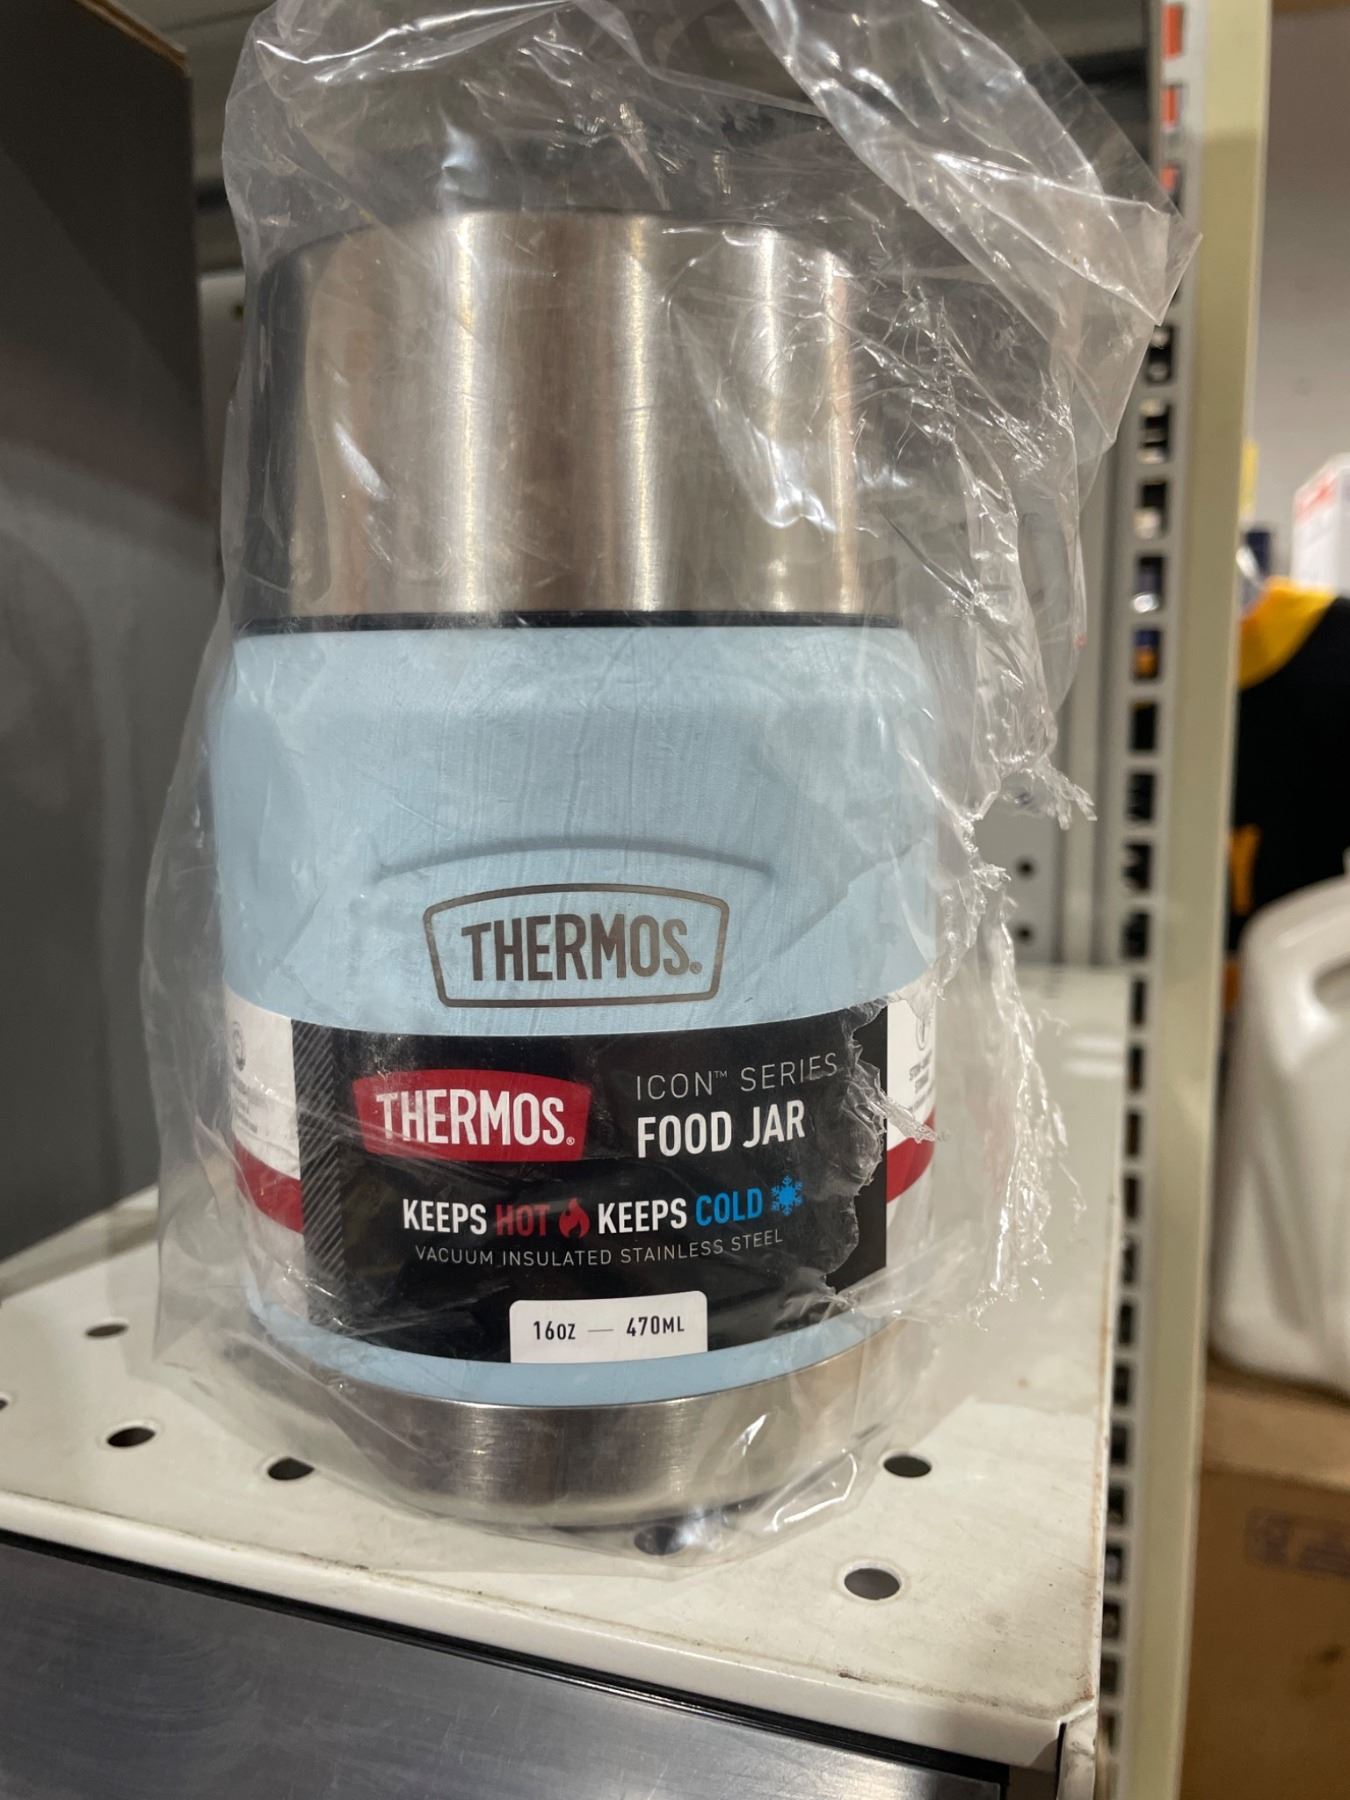 THERMOS®
THERMOS®
ICON™ SERIES
FOOD JAR
KEEPS HOT KEEPS COLD
VACUUM INSULATED STAINLESS STEEL
16OZ — 470ML